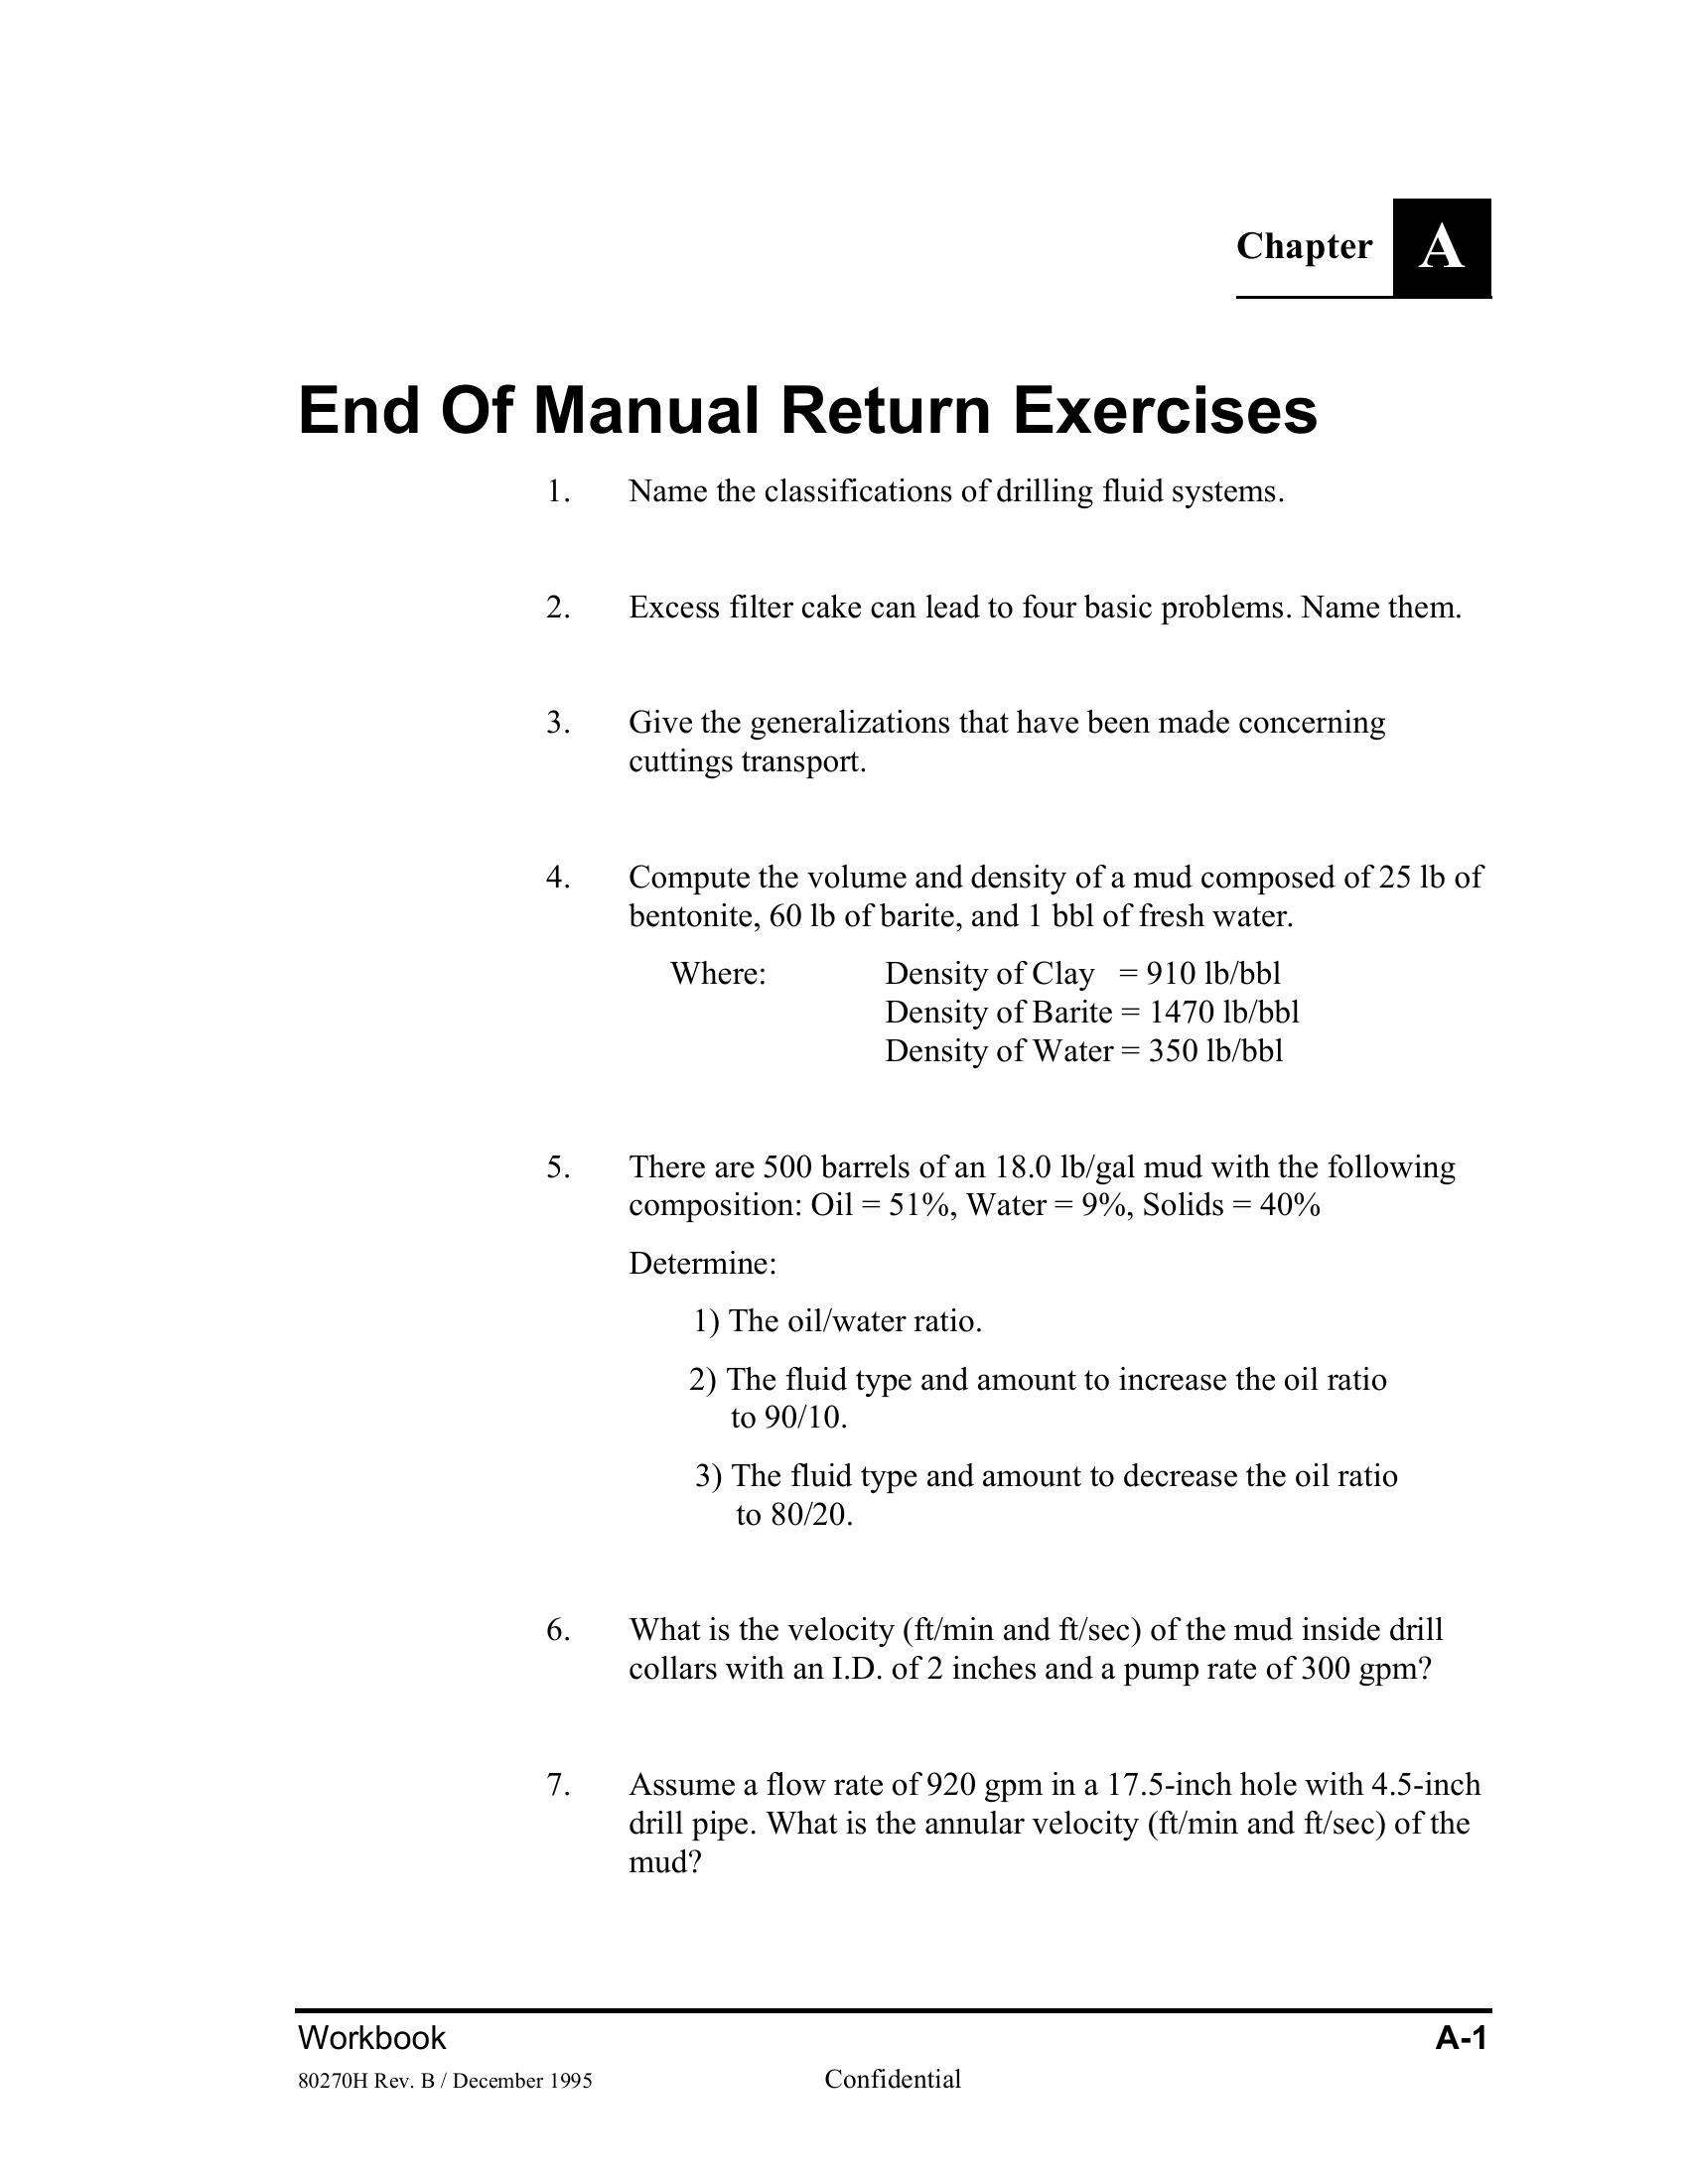 Chapter A
End Of Manual Return Exercises
1. Name the classifications of drilling fluid systems.
2. Excess filter cake can lead to four basic problems. Name them.
3. Give the generalizations that have been made concerning
cuttings transport.
4. Compute the volume and density of a mud composed of 25 lb of
bentonite, 60 lb of barite, and 1 bbl of fresh water.
Where: Density of Clay = 910 lb/bbl
Density of Barite = 1470 lb/bbl
Density of Water = 350 lb/bbl
5. There are 500 barrels of an 18.0 lb/gal mud with the following
composition: Oil = 51%, Water = 9%, Solids = 40%
Determine:
1) The oil/water ratio.
2) The fluid type and amount to increase the oil ratio
to 90/10.
3) The fluid type and amount to decrease the oil ratio
to 80/20.
6. What is the velocity (ft/min and ft/sec) of the mud inside drill
collars with an I.D. of 2 inches and a pump rate of 300 gpm?
7. Assume a flow rate of 920 gpm in a 17.5-inch hole with 4.5-inch
drill pipe. What is the annular velocity (ft/min and ft/sec) of the
mud?
Workbook A-1
80270H Rev. B / December 1995 Confidential